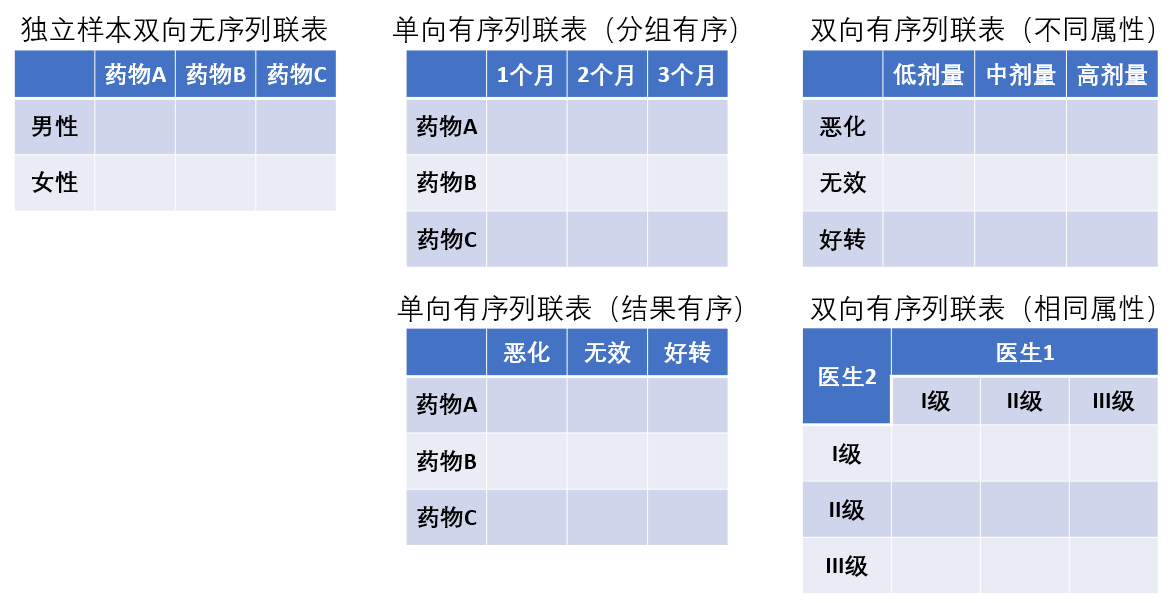 独立样本双向无序列联表
药物A 药物B 药物C
男性
女性
单向有序列联表（分组有序）
1个月 2个月 3个月
药物A
药物B
药物C
双向有序列联表（不同属性）
低剂量 中剂量 高剂量
恶化
无效
好转
单向有序列联表（结果有序）
恶化 无效 好转
药物A
药物B
药物C
双向有序列联表（相同属性）
医生2 医生1
I级 II级 III级
I级
II级
III级